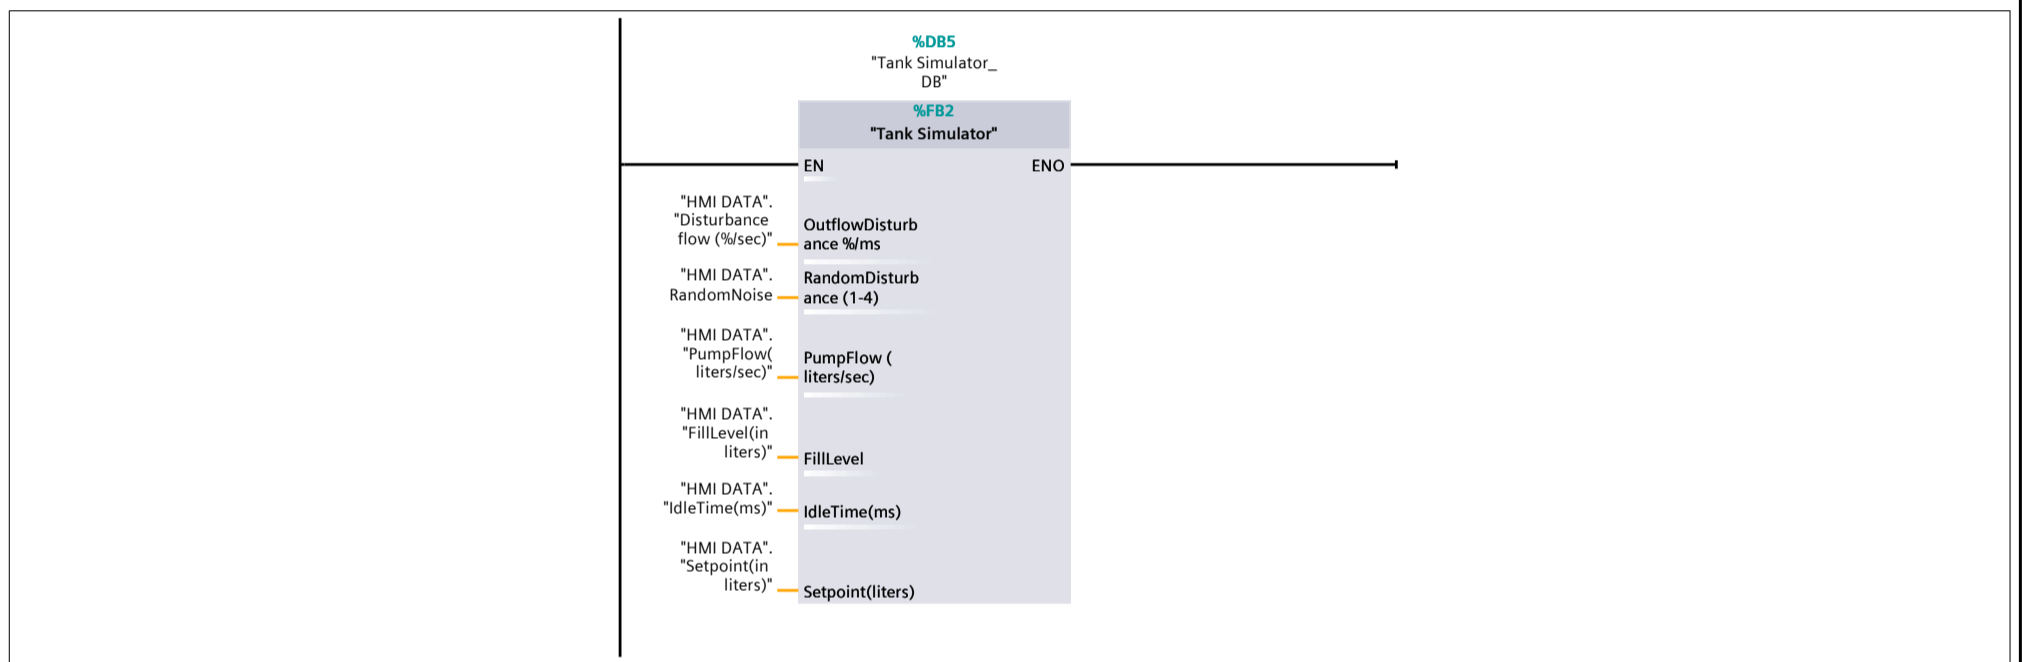 %DB5
"Tank Simulator_
DB"
%FB2
"Tank Simulator"
EN
ENO
"HMI DATA".
"Disturbance
flow (%/sec)"
OutflowDisturb
ance %/ms
"HMI DATA".
RandomNoise
RandomDisturb
ance (1-4)
"HMI DATA".
"PumpFlow(
liters/sec)"
PumpFlow (
liters/sec)
"HMI DATA".
"FillLevel(in
liters)"
FillLevel
"HMI DATA".
"IdleTime(ms)"
IdleTime(ms)
"HMI DATA".
"Setpoint(in
liters)"
Setpoint(liters)